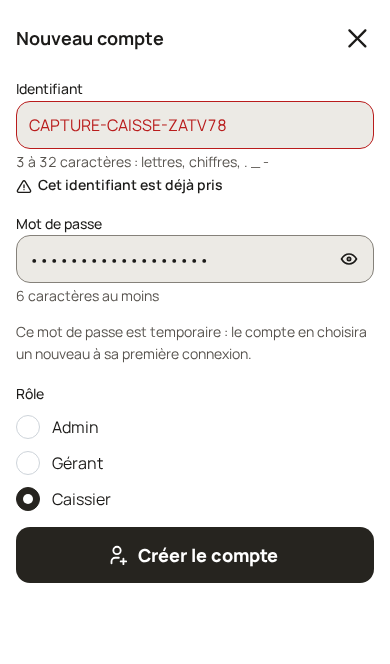 Nouveau compte
Identifiant
CAPTURE-CAISSE-ZATV78
3 à 32 caractères : lettres, chiffres, . _ -
Cet identifiant est déjà pris
Mot de passe
••••••••••••••••••
6 caractères au moins
Ce mot de passe est temporaire : le compte en choisira
un nouveau à sa première connexion.
Rôle
Admin
Gérant
Caissier
Créer le compte